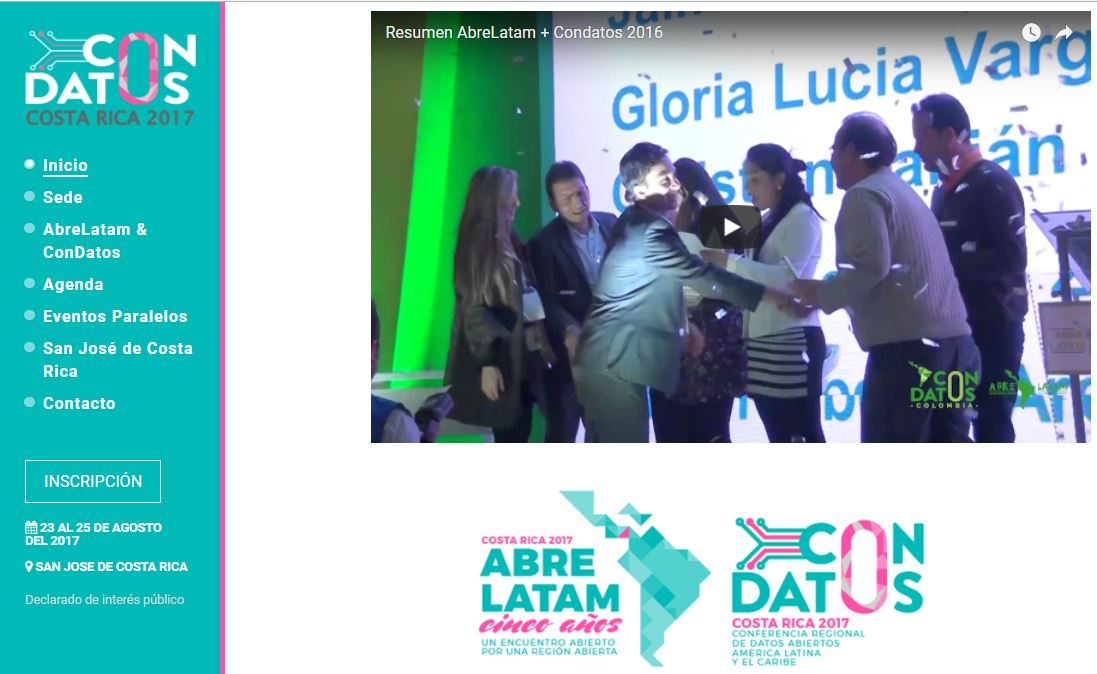 CON
DATOS
COSTA RICA 2017
Inicio
Sede
AbreLatam &
ConDatos
Agenda
Eventos Paralelos
San José de Costa
Rica
Contacto
INSCRIPCIÓN
23 AL 25 DE AGOSTO
DEL 2017
SAN JOSE DE COSTA RICA
Declarado de interés público
Resumen AbreLatam + Condatos 2016
Gloria Lucia Varg
CON
DATOS
-COLOMBIA-
ABRE LATAM
COSTA RICA 2017
ABRE
LATAM
cinco años
UN ENCUENTRO ABIERTO
POR UNA REGIÓN ABIERTA
CON
DATOS
COSTA RICA 2017
CONFERENCIA REGIONAL
DE DATOS ABIERTOS
AMERICA LATINA
Y EL CARIBE